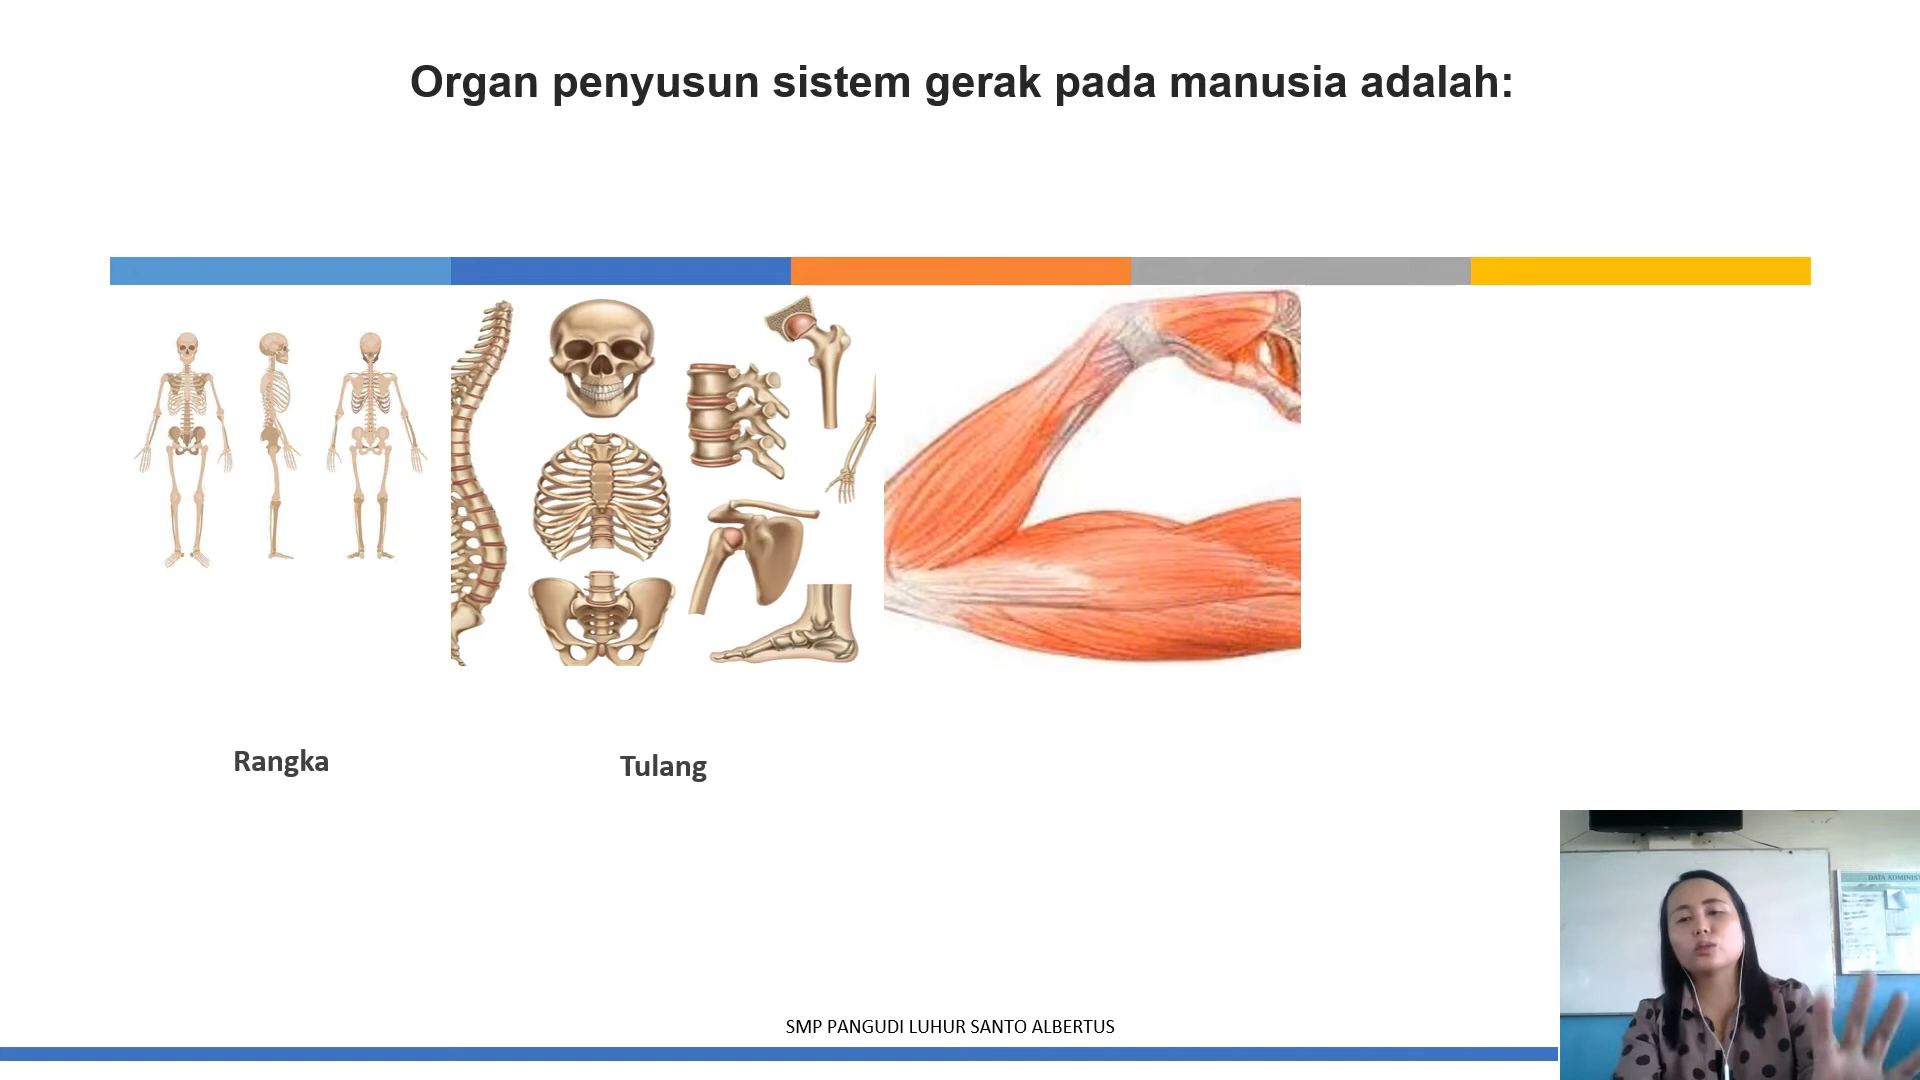 Organ penyusun sistem gerak pada manusia adalah:
Rangka
Tulang
SMP PANGUDI LUHUR SANTO ALBERTUS